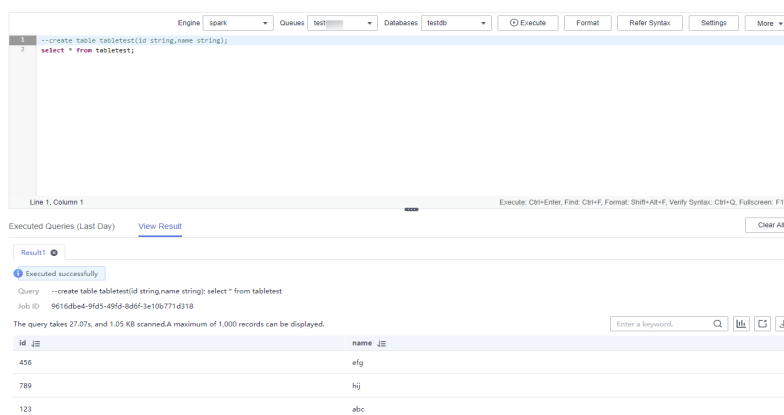 Engine spark Queues test Databases testdb Execute Format Refer Syntax Settings More
1 --create table tabletest(id string,name string);
2 select * from tabletest;
Line 1, Column 1 Execute: Ctrl+Enter, Find: Ctrl+F, Format: Shift+Alt+F, Verify Syntax: Ctrl+Q, Fullscreen: F1
Executed Queries (Last Day) View Result Clear All
Result1
Executed successfully
Query --create table tabletest(id string,name string); select * from tabletest
Job ID 9616dbe4-9fd5-49fd-8d6f-3e10b771d318
The query takes 27.07s, and 1.05 KB scanned.A maximum of 1,000 records can be displayed. Enter a keyword.
id name
456 efg
789 hij
123 abc